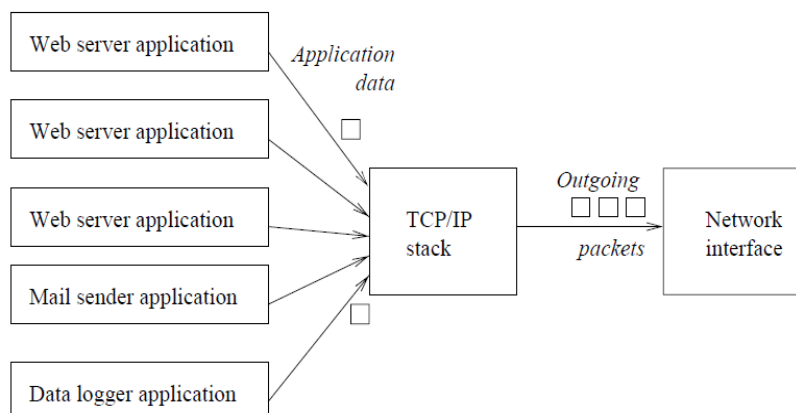 Web server application
Application
data
Web server application
Web server application
Mail sender application
Data logger application
TCP/IP
stack
Outgoing
packets
Network
interface